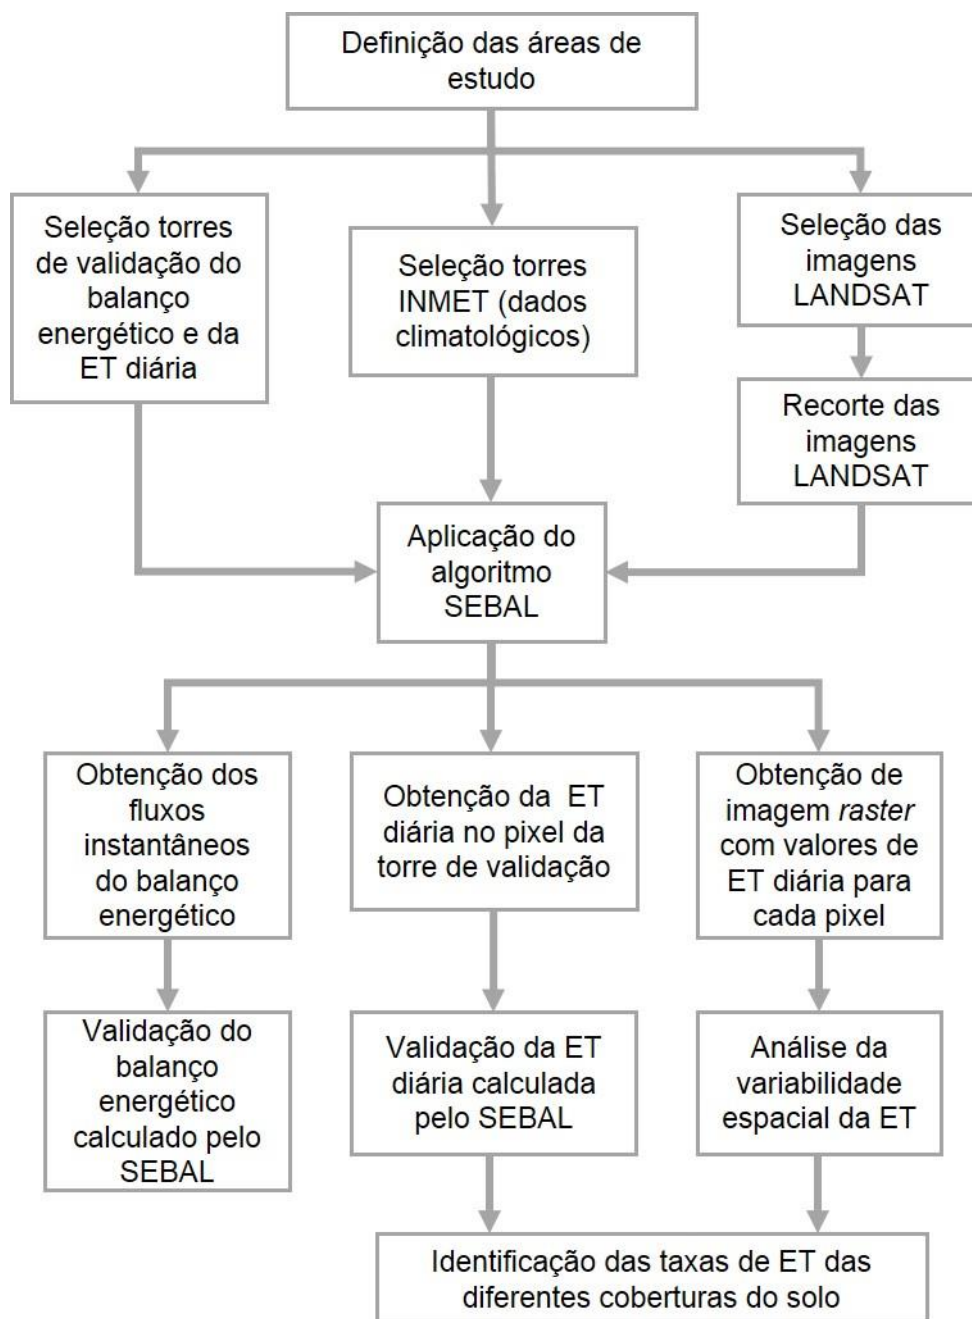 Definição das áreas de
estudo
Seleção torres
de validação do
balanço
energético e da
ET diária
Seleção torres
INMET (dados
climatológicos)
Seleção das
imagens
LANDSAT
Recorte das
imagens
LANDSAT
Aplicação do
algoritmo
SEBAL
Obtenção dos
fluxos
instantâneos
do balanço
energético
Obtenção da ET
diária no pixel da
torre de validação
Obtenção de
imagem raster
com valores de
ET diária para
cada pixel
Validação do
balanço
energético
calculado pelo
SEBAL
Validação da ET
diária calculada
pelo SEBAL
Análise da
variabilidade
espacial da ET
Identificação das taxas de ET das
diferentes coberturas do solo